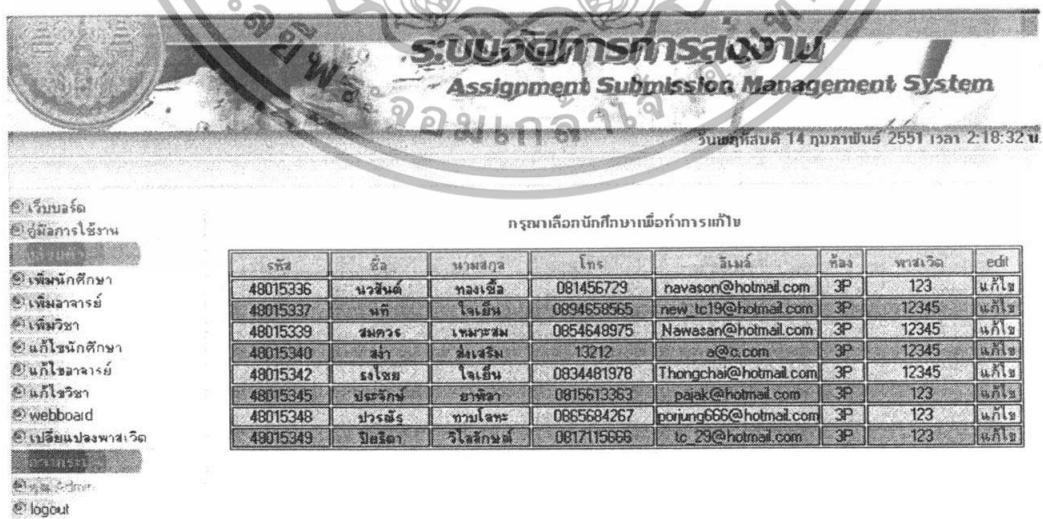 ระบบจัดการการส่งงาน
Assignment Submission Management System
จอมเกล้า
วันพฤหัสบดี 14 กุมภาพันธ์ 2551 เวลา 2:18:32 น.
เว็บบอร์ด
คู่มือการใช้งาน
กรุณาเลือกนักศึกษาเพื่อทำการแก้ไข
เพิ่มนักศึกษา
เพิ่มอาจารย์
เพิ่มวิชา
แก้ไขนักศึกษา
แก้ไขอาจารย์
แก้ไขวิชา
webboard
เปลี่ยแปลงพาสเวิด
คุณ Admin
logout
รหัส ชื่อ นามสกุล โทร อีเมล์ ห้อง พาสเวิด edit
48015336 นวสันต์ ทองเชื้อ 081456729 navason@hotmail.com 3P 123 แก้ไข
48015337 นที ใจเย็น 0894658565 new_tc19@hotmail.com 3P 12345 แก้ไข
48015339 สมควร เหมาะสม 0854648975 Nawasan@hotmail.com 3P 12345 แก้ไข
48015340 สง่า ส่งเสริม 13212 a@c.com 3P 12345 แก้ไข
48015342 ธงไชย ใจเย็น 0834481978 Thongchai@hotmail.com 3P 12345 แก้ไข
48015345 ประจักษ์ ยาพิลา 0815613363 pajak@hotmail.com 3P 123 แก้ไข
48015348 ปวรณ์ร ทาบโลหะ 0865684267 porjung666@hotmail.com 3P 123 แก้ไข
48015349 ปิยธิดา วิไลลักษณ์ 0817115666 tc_29@hotmail.com 3P 123 แก้ไข